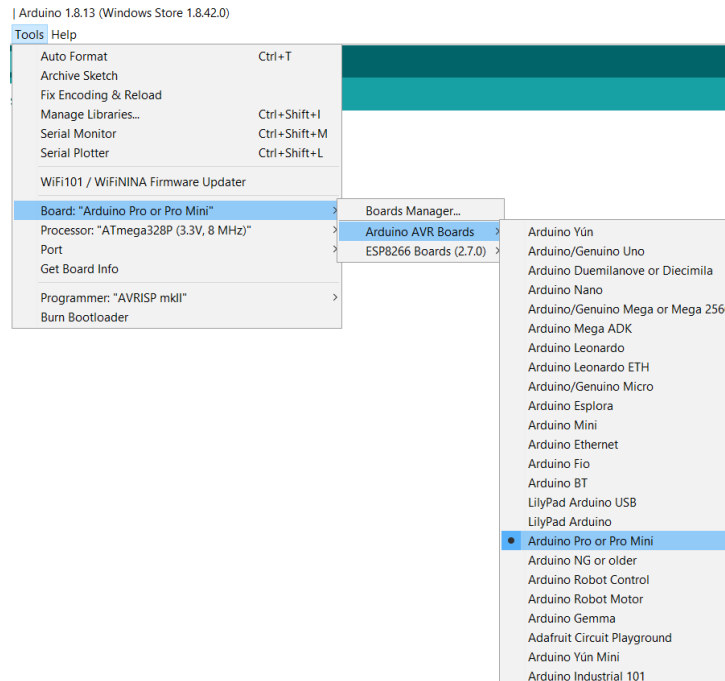 Arduino 1.8.13 (Windows Store 1.8.42.0)
Tools Help
Auto Format Ctrl+T
Archive Sketch
Fix Encoding & Reload
Manage Libraries... Ctrl+Shift+I
Serial Monitor Ctrl+Shift+M
Serial Plotter Ctrl+Shift+L
WiFi101 / WiFiNINA Firmware Updater
Board: "Arduino Pro or Pro Mini"
Processor: "ATmega328P (3.3V, 8 MHz)"
Port
Get Board Info
Programmer: "AVRISP mkII"
Burn Bootloader
Boards Manager...
Arduino AVR Boards
ESP8266 Boards (2.7.0)
Arduino Yún
Arduino/Genuino Uno
Arduino Duemilanove or Diecimila
Arduino Nano
Arduino/Genuino Mega or Mega 256
Arduino Mega ADK
Arduino Leonardo
Arduino Leonardo ETH
Arduino/Genuino Micro
Arduino Esplora
Arduino Mini
Arduino Ethernet
Arduino Fio
Arduino BT
LilyPad Arduino USB
LilyPad Arduino
Arduino Pro or Pro Mini
Arduino NG or older
Arduino Robot Control
Arduino Robot Motor
Arduino Gemma
Adafruit Circuit Playground
Arduino Yún Mini
Arduino Industrial 101